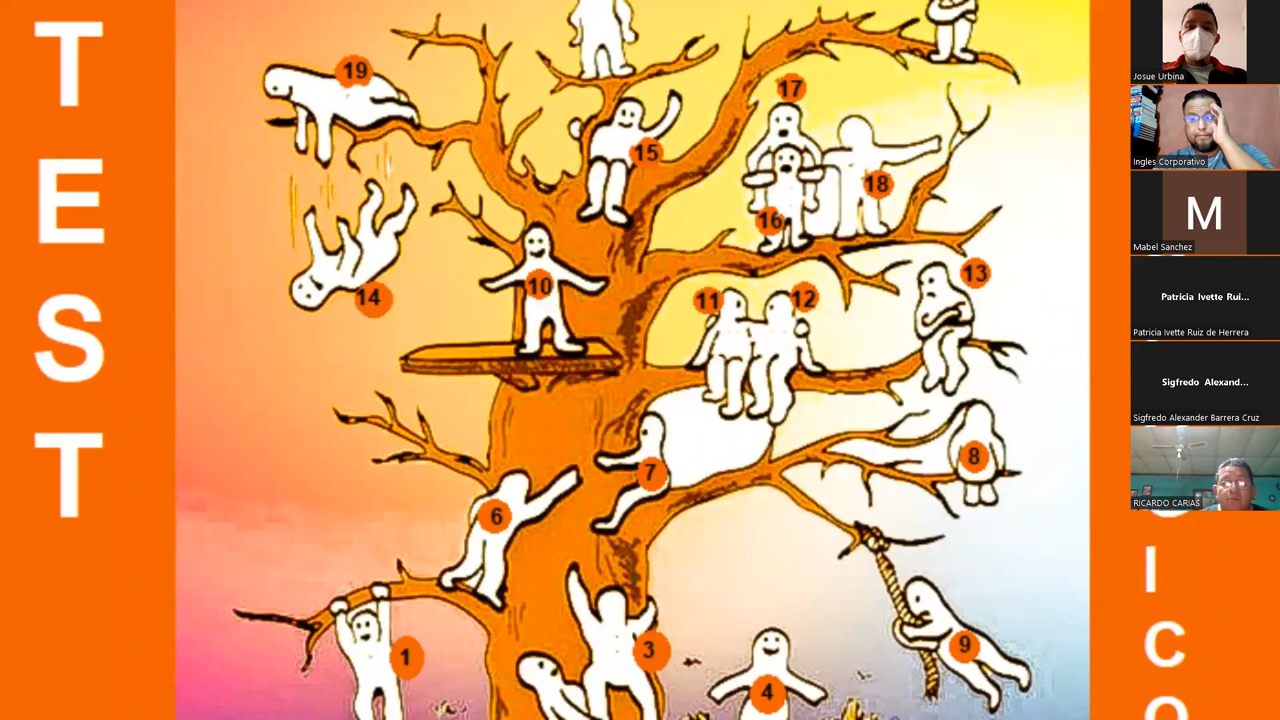 T
E
S
T
19
17
15
18
16
13
10
14
11
12
7
8
6
1
3
4
9
I
C
O
Josue Urbina
Ingles Corporativo
M
Mabel Sanchez
Patricia Ivette Rui...
Patricia Ivette Ruiz de Herrera
Sigfredo Alexand...
Sigfredo Alexander Barrera Cruz
RICARDO CARIAS